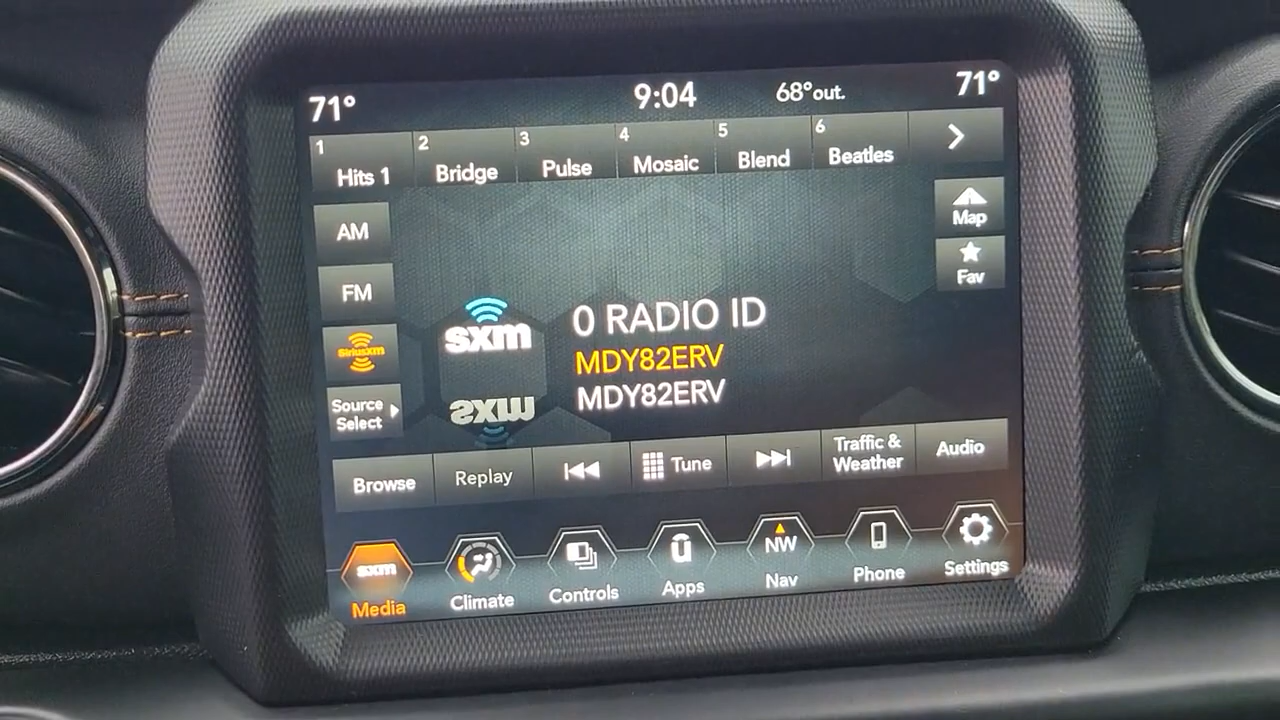 71° 9:04 68°out. 71°
1 2 3 4 5 6
Hits 1 Bridge Pulse Mosaic Blend Beatles
AM
Map
FM
Fav
SiriusXM
sxm
0 RADIO ID
MDY82ERV
MDY82ERV
Source
Select
sxm
Browse Replay Tune Traffic &
Weather Audio
sxm NW
Media Climate Controls Apps Nav Phone Settings